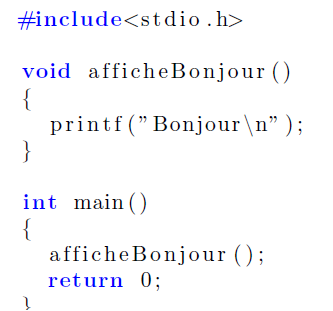 #include<stdio.h>
void afficheBonjour()
{
printf("Bonjour\n");
}
int main()
{
afficheBonjour();
return 0;
}